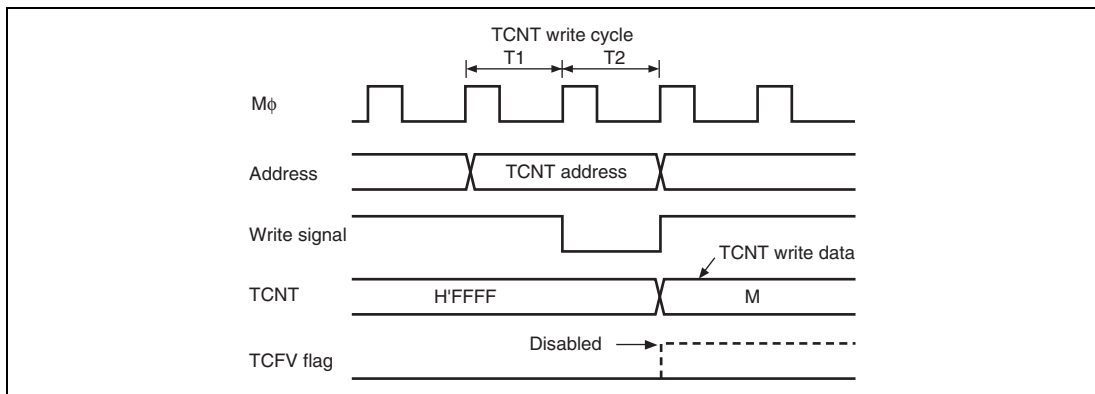 TCNT write cycle
T1 T2
Mφ
Address TCNT address
Write signal
TCNT write data
TCNT H'FFFF M
Disabled
TCFV flag